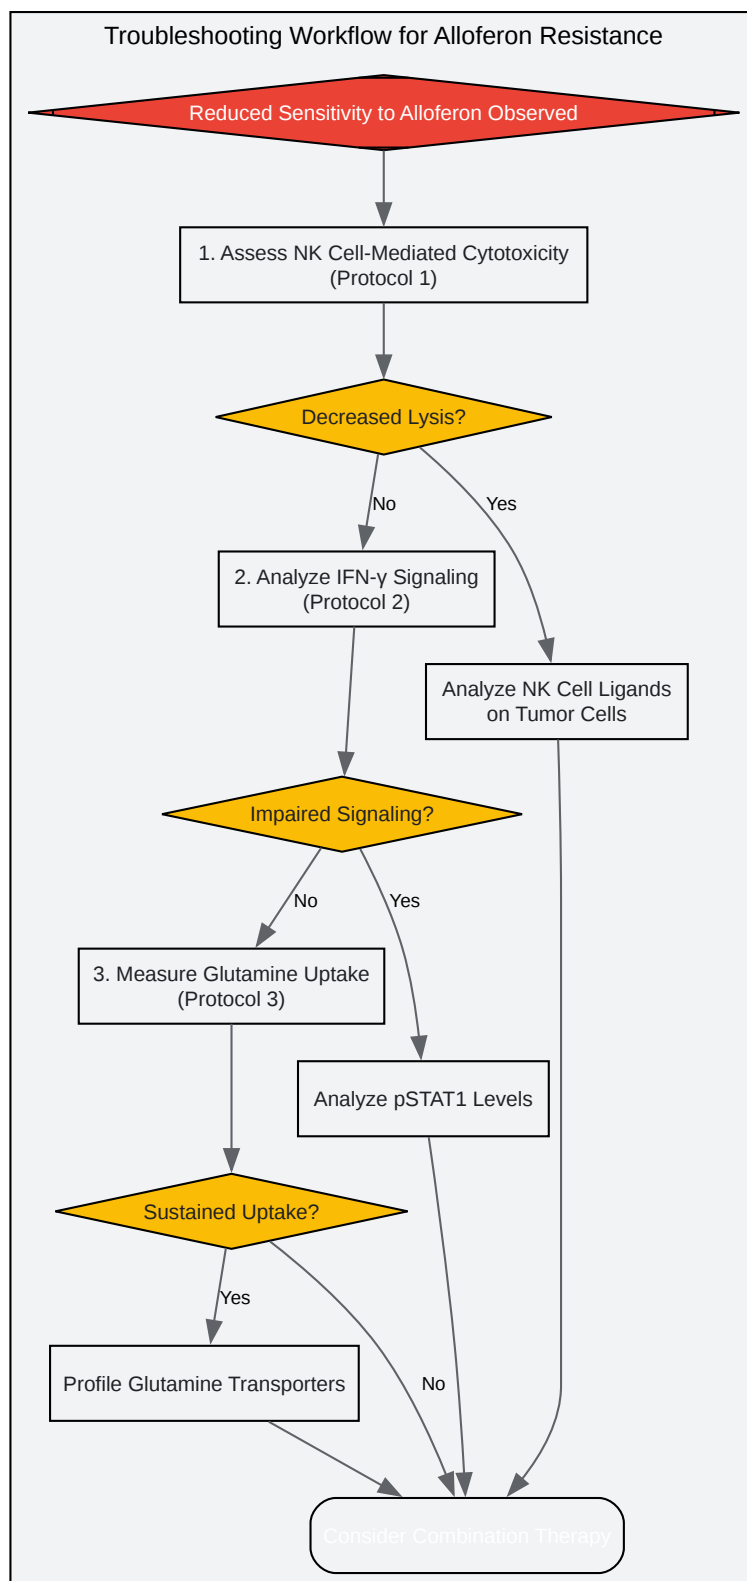 Troubleshooting Workflow for Alloferon Resistance
Reduced Sensitivity to Alloferon Observed
1. Assess NK Cell-Mediated Cytotoxicity
(Protocol 1)
Decreased Lysis?
No
Yes
2. Analyze IFN-γ Signaling
(Protocol 2)
Analyze NK Cell Ligands
on Tumor Cells
Impaired Signaling?
No
Yes
3. Measure Glutamine Uptake
(Protocol 3)
Analyze pSTAT1 Levels
Sustained Uptake?
Yes
No
Profile Glutamine Transporters
Consider Combination Therapy